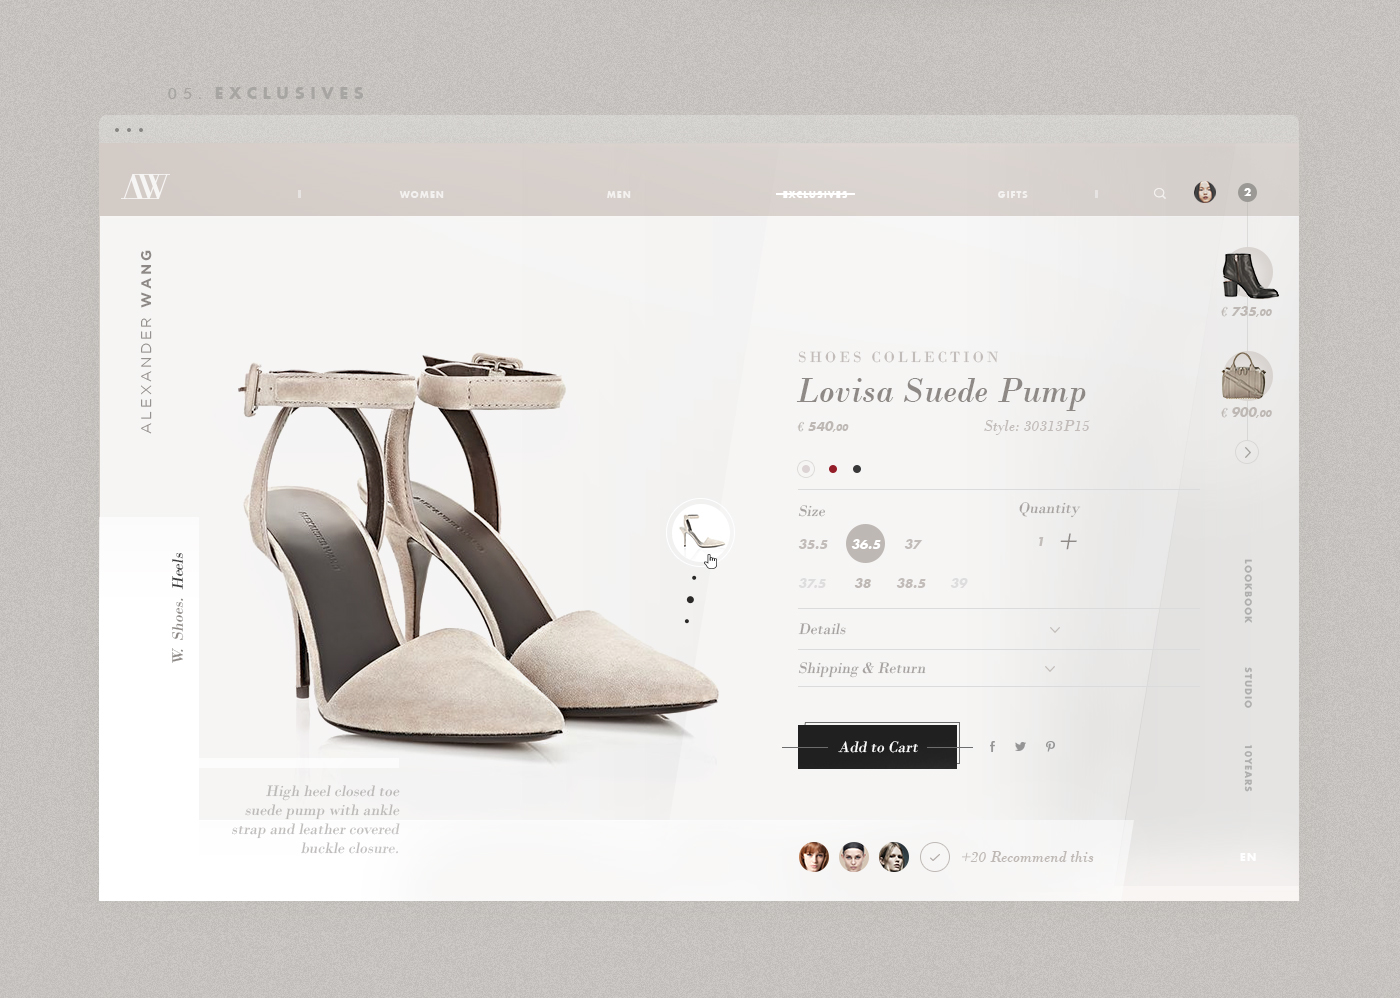 05. EXCLUSIVES
AW
WOMEN
MEN
EXCLUSIVES
GIFTS
2
ALEXANDER WANG
€ 735,00
€ 900,00
SHOES COLLECTION
Lovisa Suede Pump
€ 540,00
Style: 30313P15
Size
Quantity
35.5
36.5
37
1
37.5
38
38.5
39
W. Shoes. Heels
Details
Shipping & Return
Add to Cart
LOOKBOOK
STUDIO
10YEARS
High heel closed toe
suede pump with ankle
strap and leather covered
buckle closure.
+20 Recommend this
EN